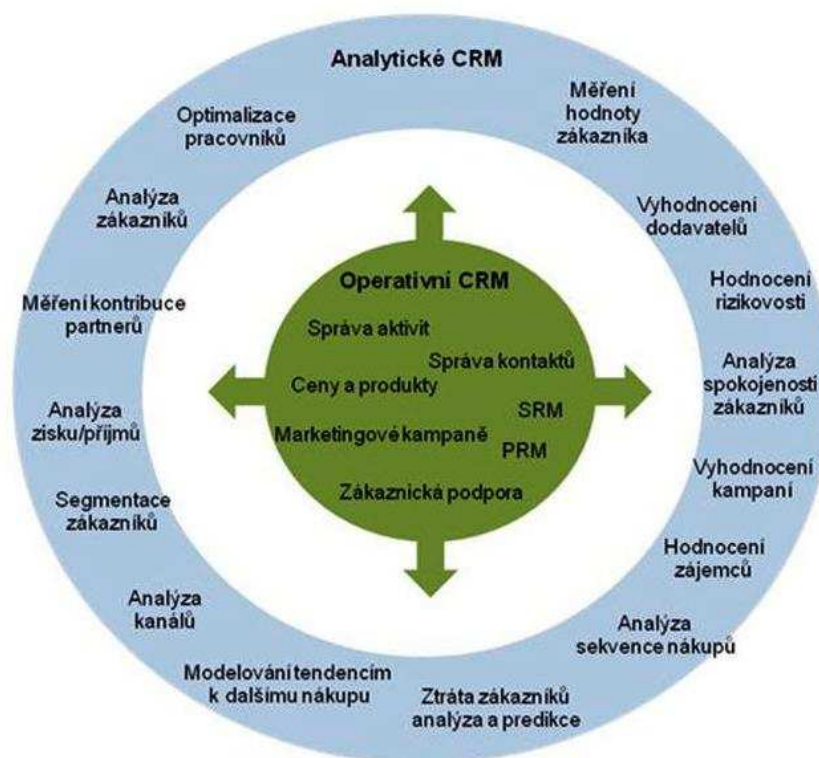 Analytické CRM
Optimalizace
pracovníků
Měření
hodnoty
zákazníka
Analýza
zákazníků
Vyhodnocení
dodavatelů
Měření kontribuce
partnerů
Hodnocení
rizikovosti
Analýza
zisku/příjmů
Analýza
spokojenosti
zákazníků
Segmentace
zákazníků
Vyhodnocení
kampaní
Analýza
kanálů
Hodnocení
zájemců
Modelování tendencím
k dalšímu nákupu
Ztráta zákazníků
analýza a predikce
Analýza
sekvence nákupů
Operativní CRM
Správa aktivit
Správa kontaktů
Ceny a produkty
SRM
Marketingové kampaně
PRM
Zákaznická podpora